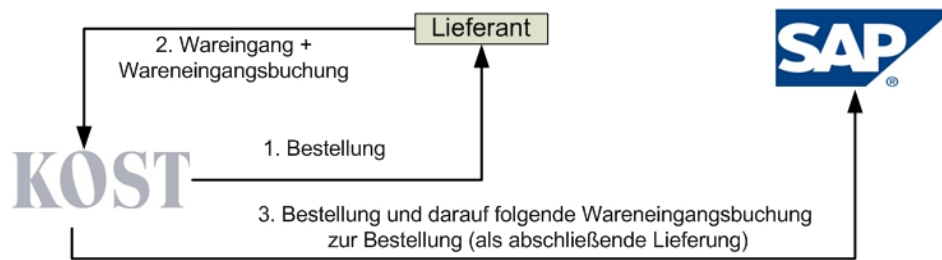 Lieferant
2. Wareingang +
Wareneingangsbuchung
SAP
®
1. Bestellung
KOST
3. Bestellung und darauf folgende Wareneingangsbuchung
zur Bestellung (als abschließende Lieferung)